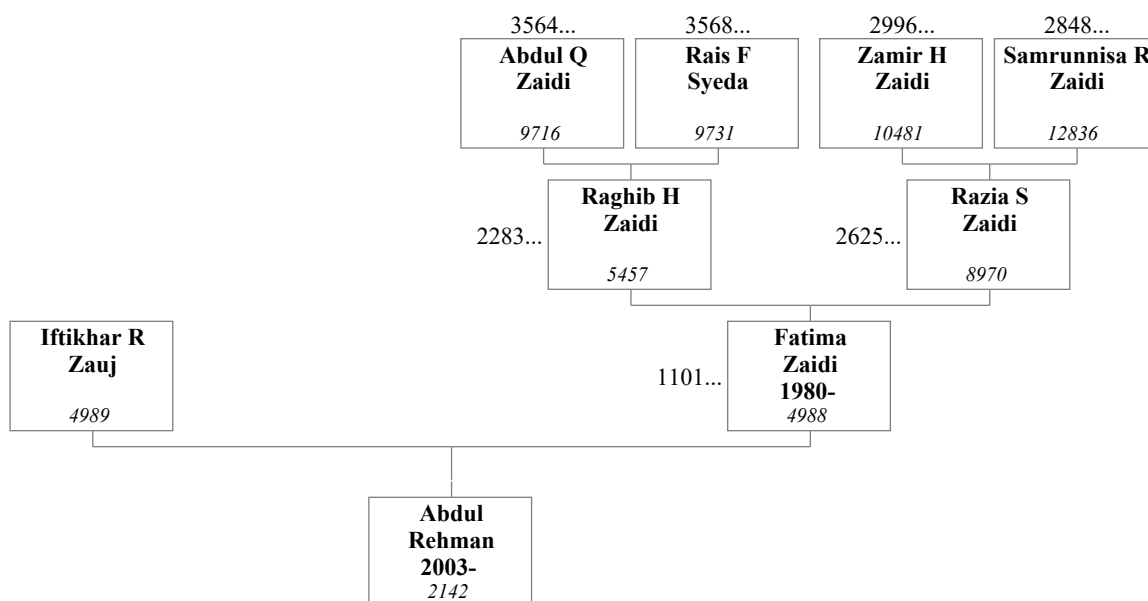 3564... 3568... 2996... 2848...
Abdul Q Rais F Zamir H Samrunnisa R
Zaidi Syeda Zaidi Zaidi
9716 9731 10481 12836
Raghib H Razia S
Zaidi Zaidi
2283... 2625...
5457 8970
Iftikhar R Fatima
Zauj Zaidi
1101... 1980-
4989 4988
Abdul
Rehman
2003-
2142